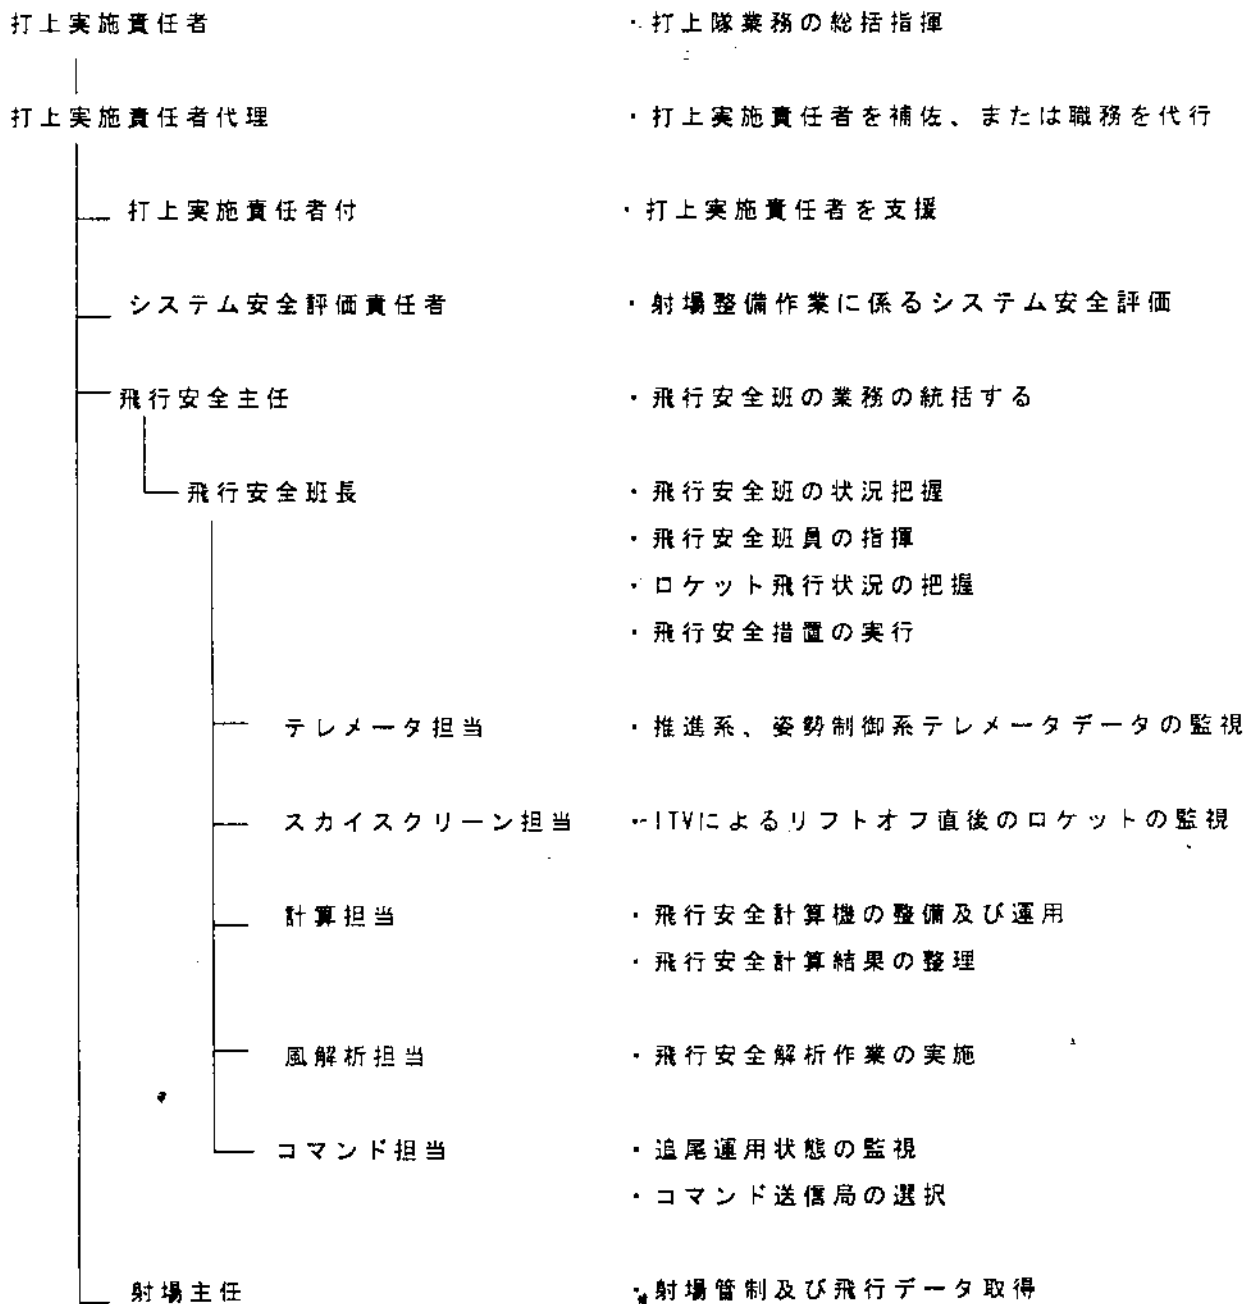 打上実施責任者 ・打上隊業務の総括指揮
打上実施責任者代理 ・打上実施責任者を補佐、または職務を代行
打上実施責任者付 ・打上実施責任者を支援
システム安全評価責任者 ・射場整備作業に係るシステム安全評価
飛行安全主任 ・飛行安全班の業務の統括する
飛行安全班長 ・飛行安全班の状況把握
・飛行安全班員の指揮
・ロケット飛行状況の把握
・飛行安全措置の実行
テレメータ担当 ・推進系、姿勢制御系テレメータデータの監視
スカイスクリーン担当 ・ITVによるリフトオフ直後のロケットの監視
計算担当 ・飛行安全計算機の整備及び運用
・飛行安全計算結果の整理
風解析担当 ・飛行安全解析作業の実施
コマンド担当 ・追尾運用状態の監視
・コマンド送信局の選択
射場主任 ・射場管制及び飛行データ取得